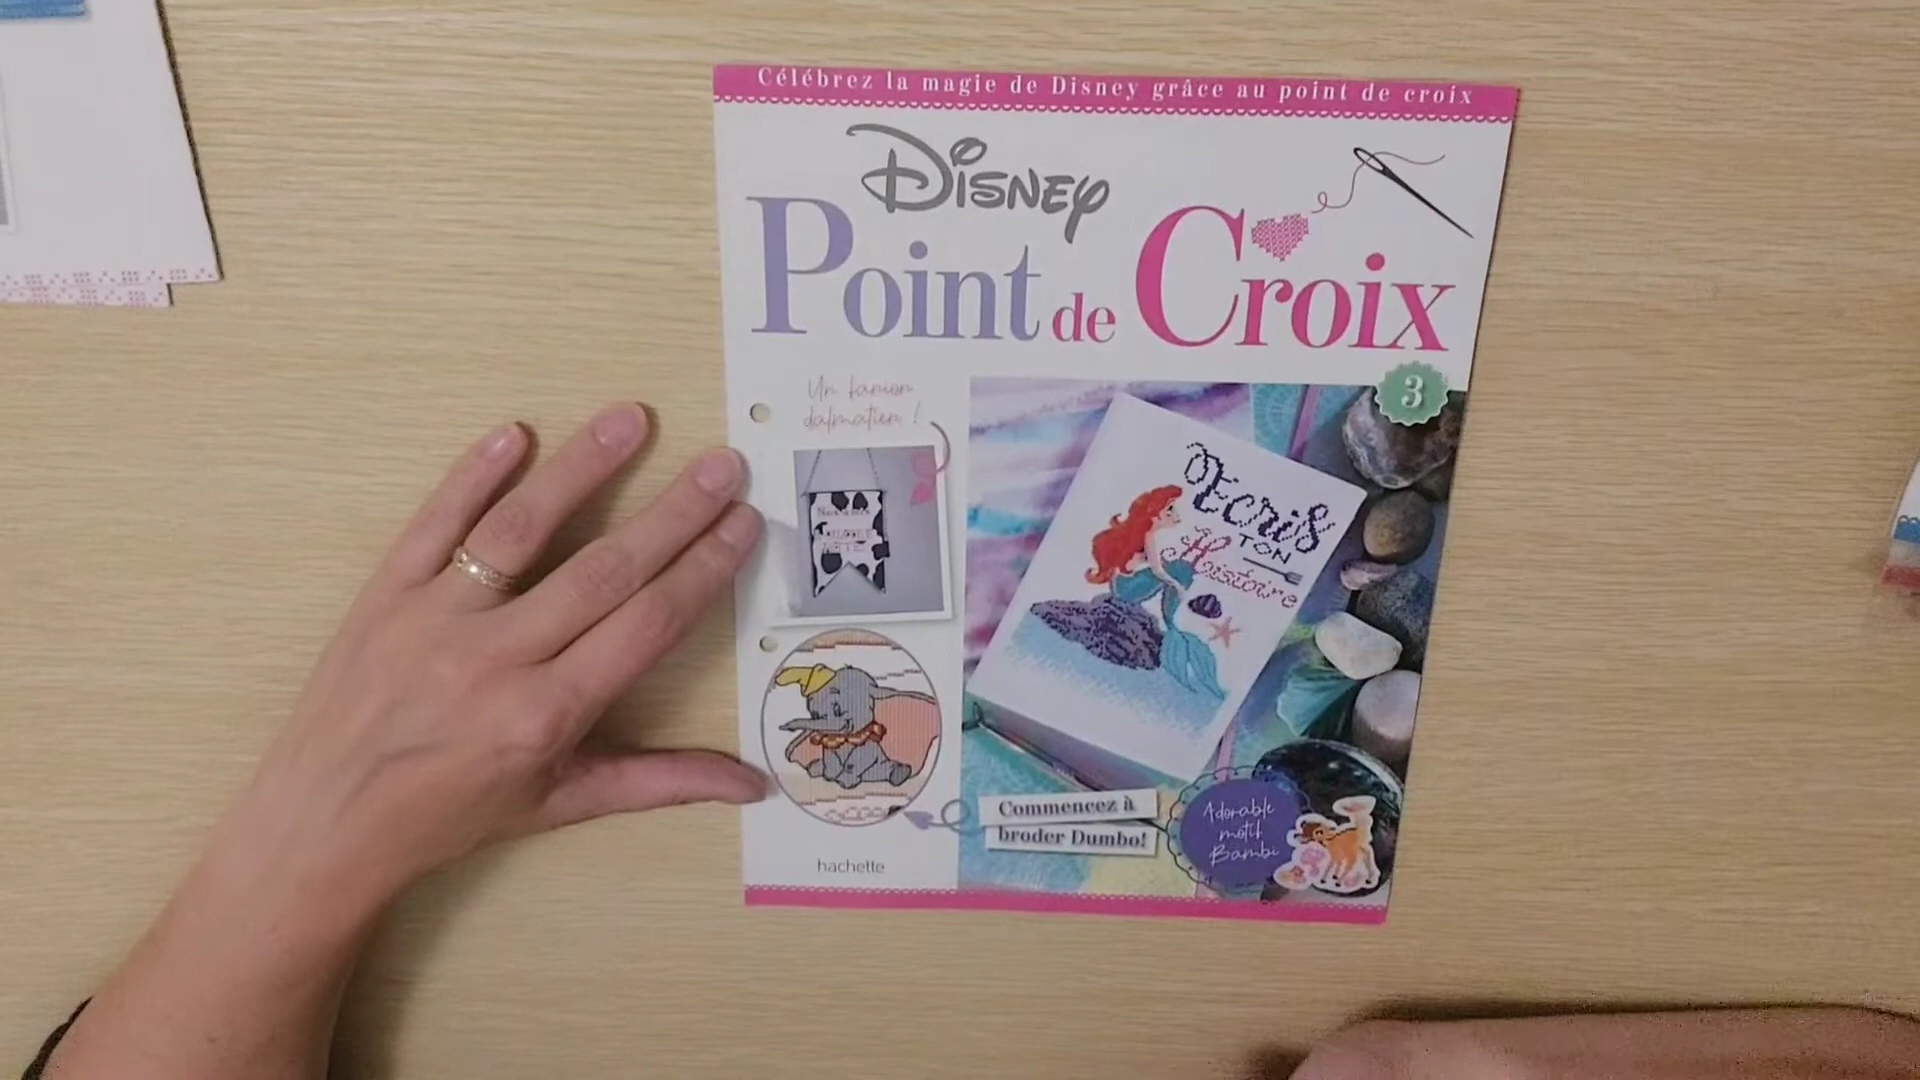 Célébrez la magie de Disney grâce au point de croix
Disney
Point de Croix
3
Un fanion
dalmatien !
Écris
TON
Histoire
Commencez à
broder Dumbo!
Adorable
motif
Bambi
hachette